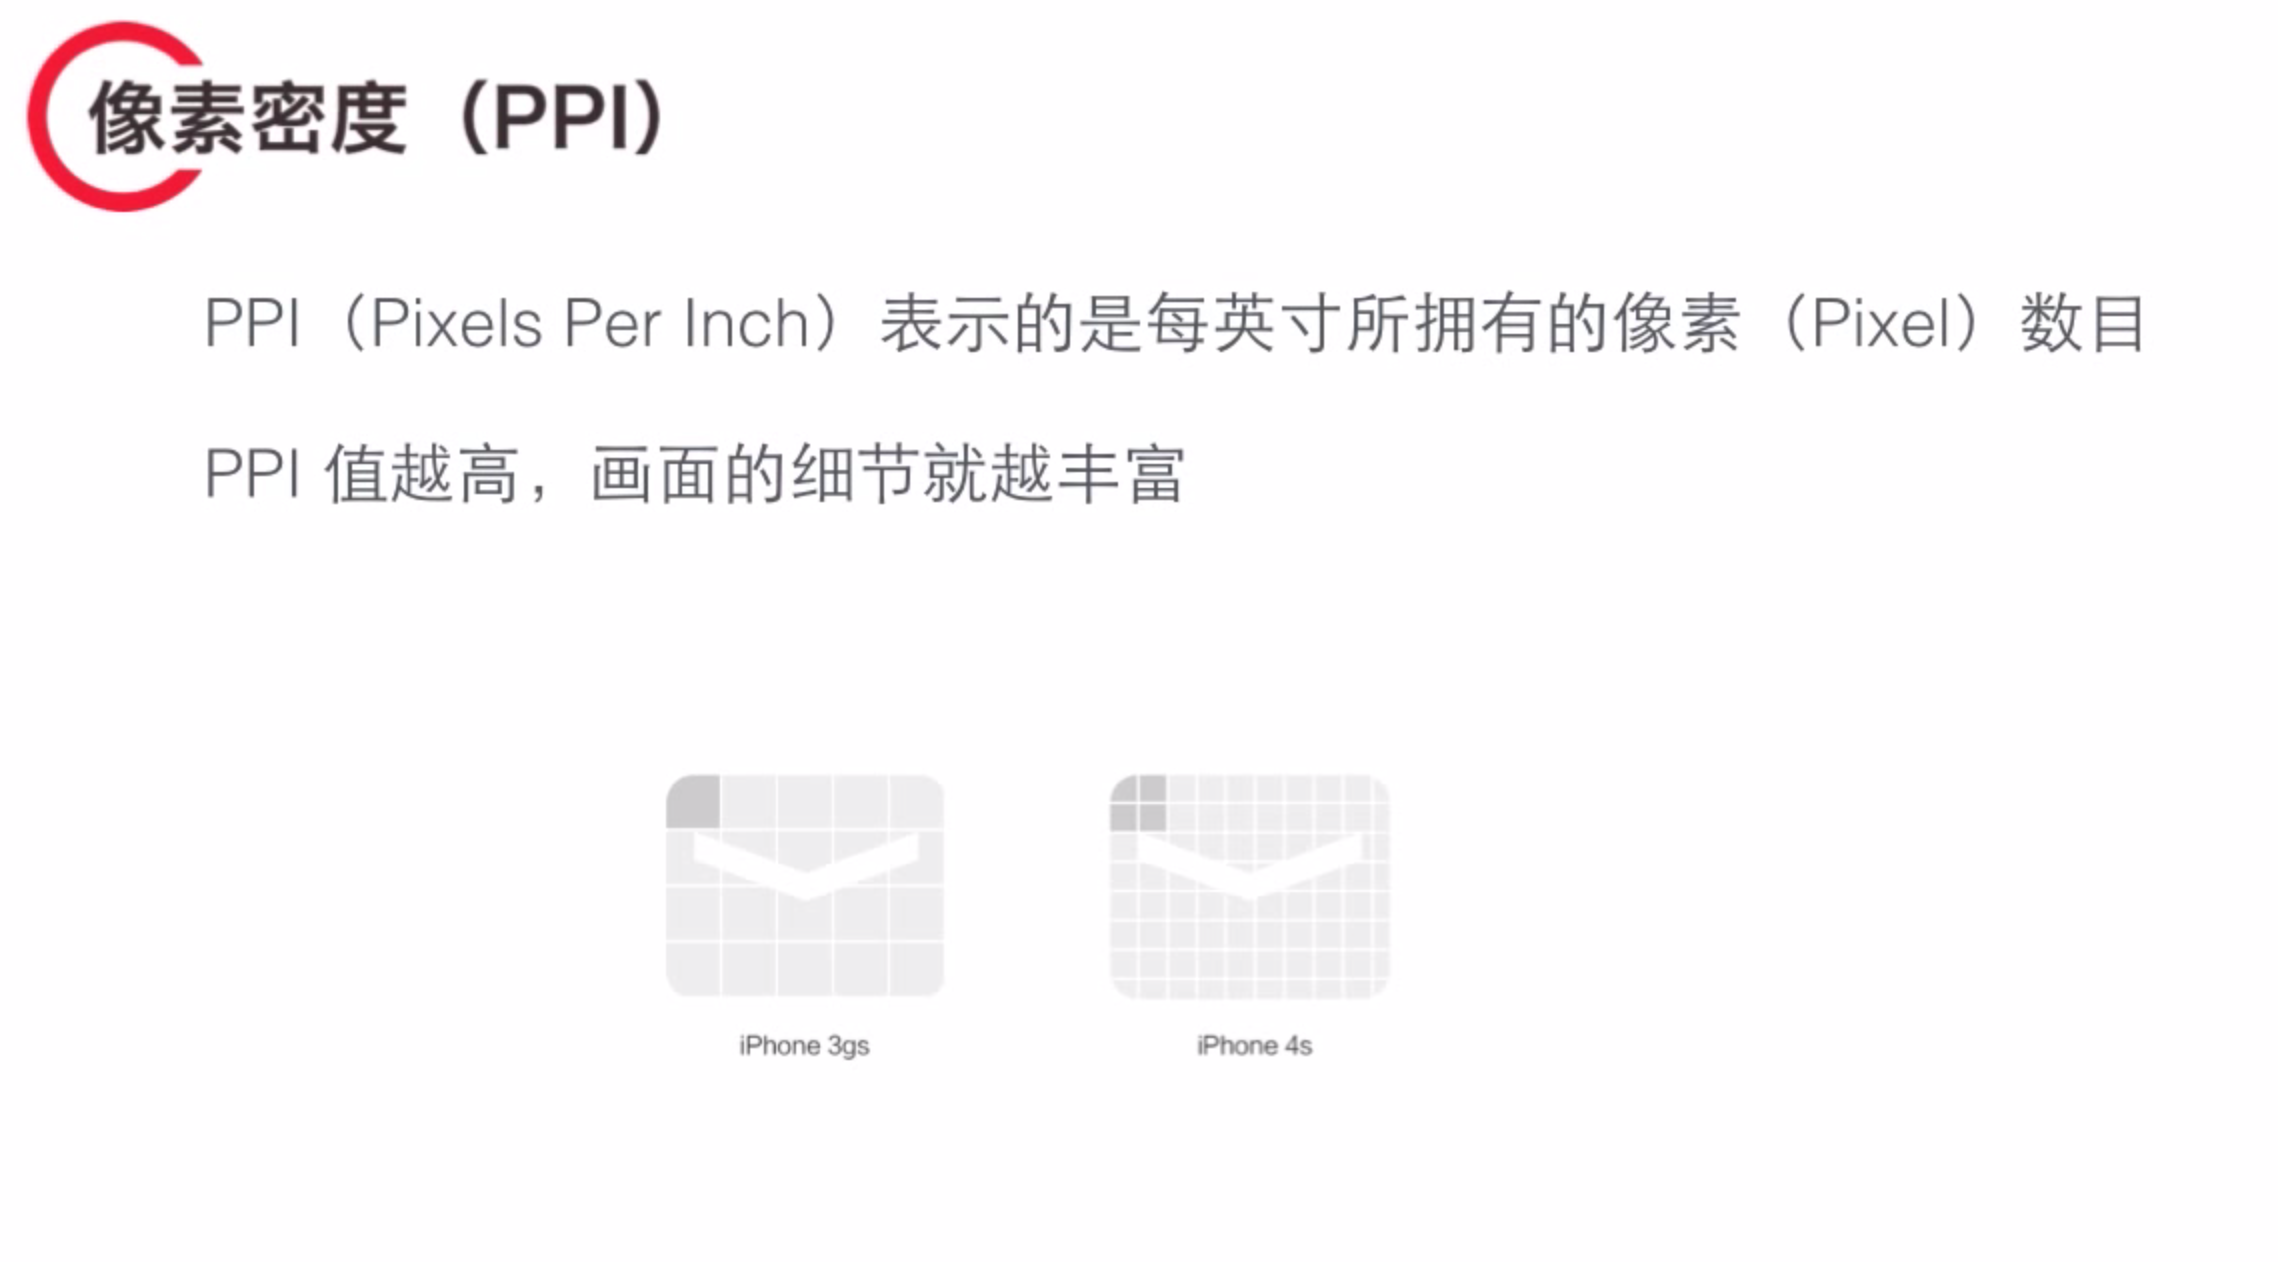 像素密度（PPI）
PPI（Pixels Per Inch）表示的是每英寸所拥有的像素（Pixel）数目
PPI 值越高，画面的细节就越丰富
iPhone 3gs
iPhone 4s